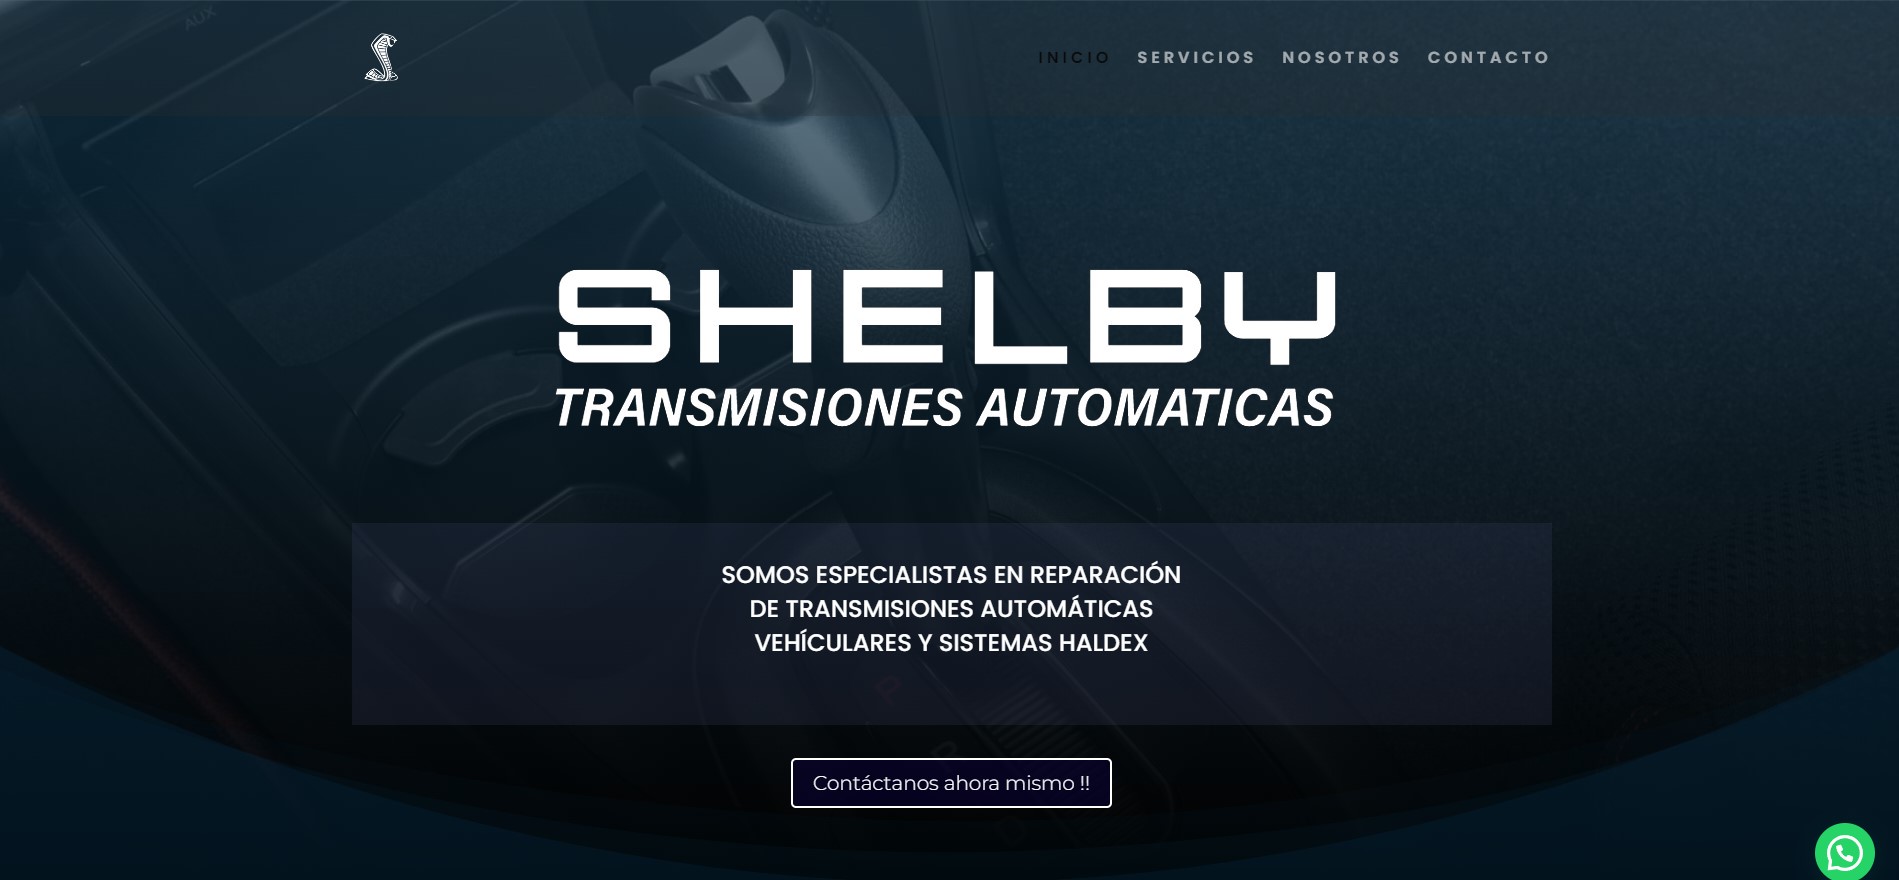 AUX
INICIO SERVICIOS NOSOTROS CONTACTO
SHELBY
TRANSMISIONES AUTOMATICAS
SOMOS ESPECIALISTAS EN REPARACIÓN
DE TRANSMISIONES AUTOMÁTICAS
VEHÍCULARES Y SISTEMAS HALDEX
P
Contáctanos ahora mismo !!